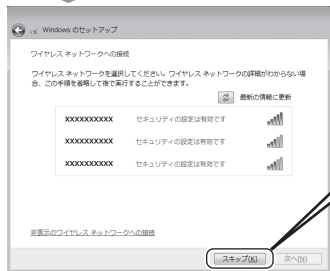 Windows のセットアップ
ワイヤレス ネットワークへの接続
ワイヤレス ネットワークを選択してください。ワイヤレス ネットワークの詳細がわからない場
合、この手順を省略して後で実行することができます。
最新の情報に更新
XXXXXXXXXX セキュリティの設定は有効です
XXXXXXXXXX セキュリティの設定は有効です
XXXXXXXXXX セキュリティの設定は有効です
非表示のワイヤレス ネットワークへの接続
スキップ(K) 次へ(N)